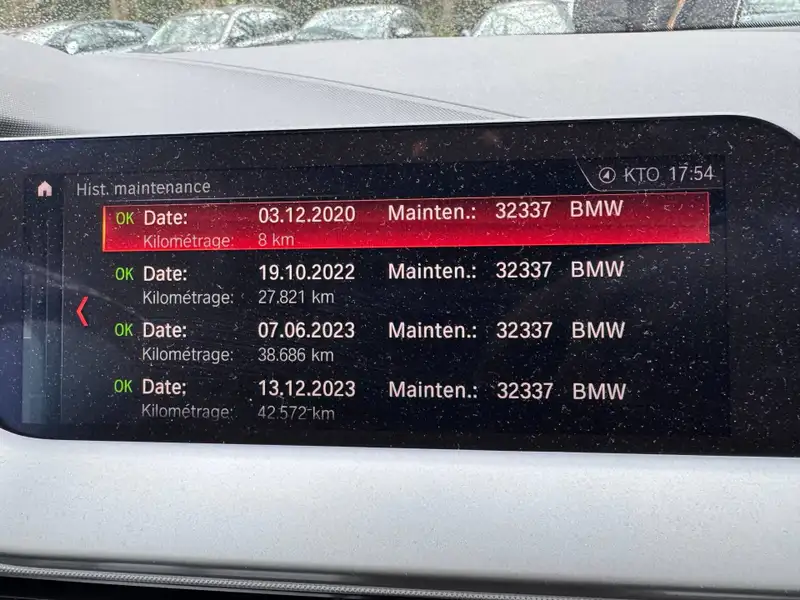 Hist. maintenance
KTO 17:54
OK Date: 03.12.2020 Mainten.: 32337 BMW
Kilométrage: 8 km
OK Date: 19.10.2022 Mainten.: 32337 BMW
Kilométrage: 27.821 km
OK Date: 07.06.2023 Mainten.: 32337 BMW
Kilométrage: 38.686 km
OK Date: 13.12.2023 Mainten.: 32337 BMW
Kilométrage: 42.572 km